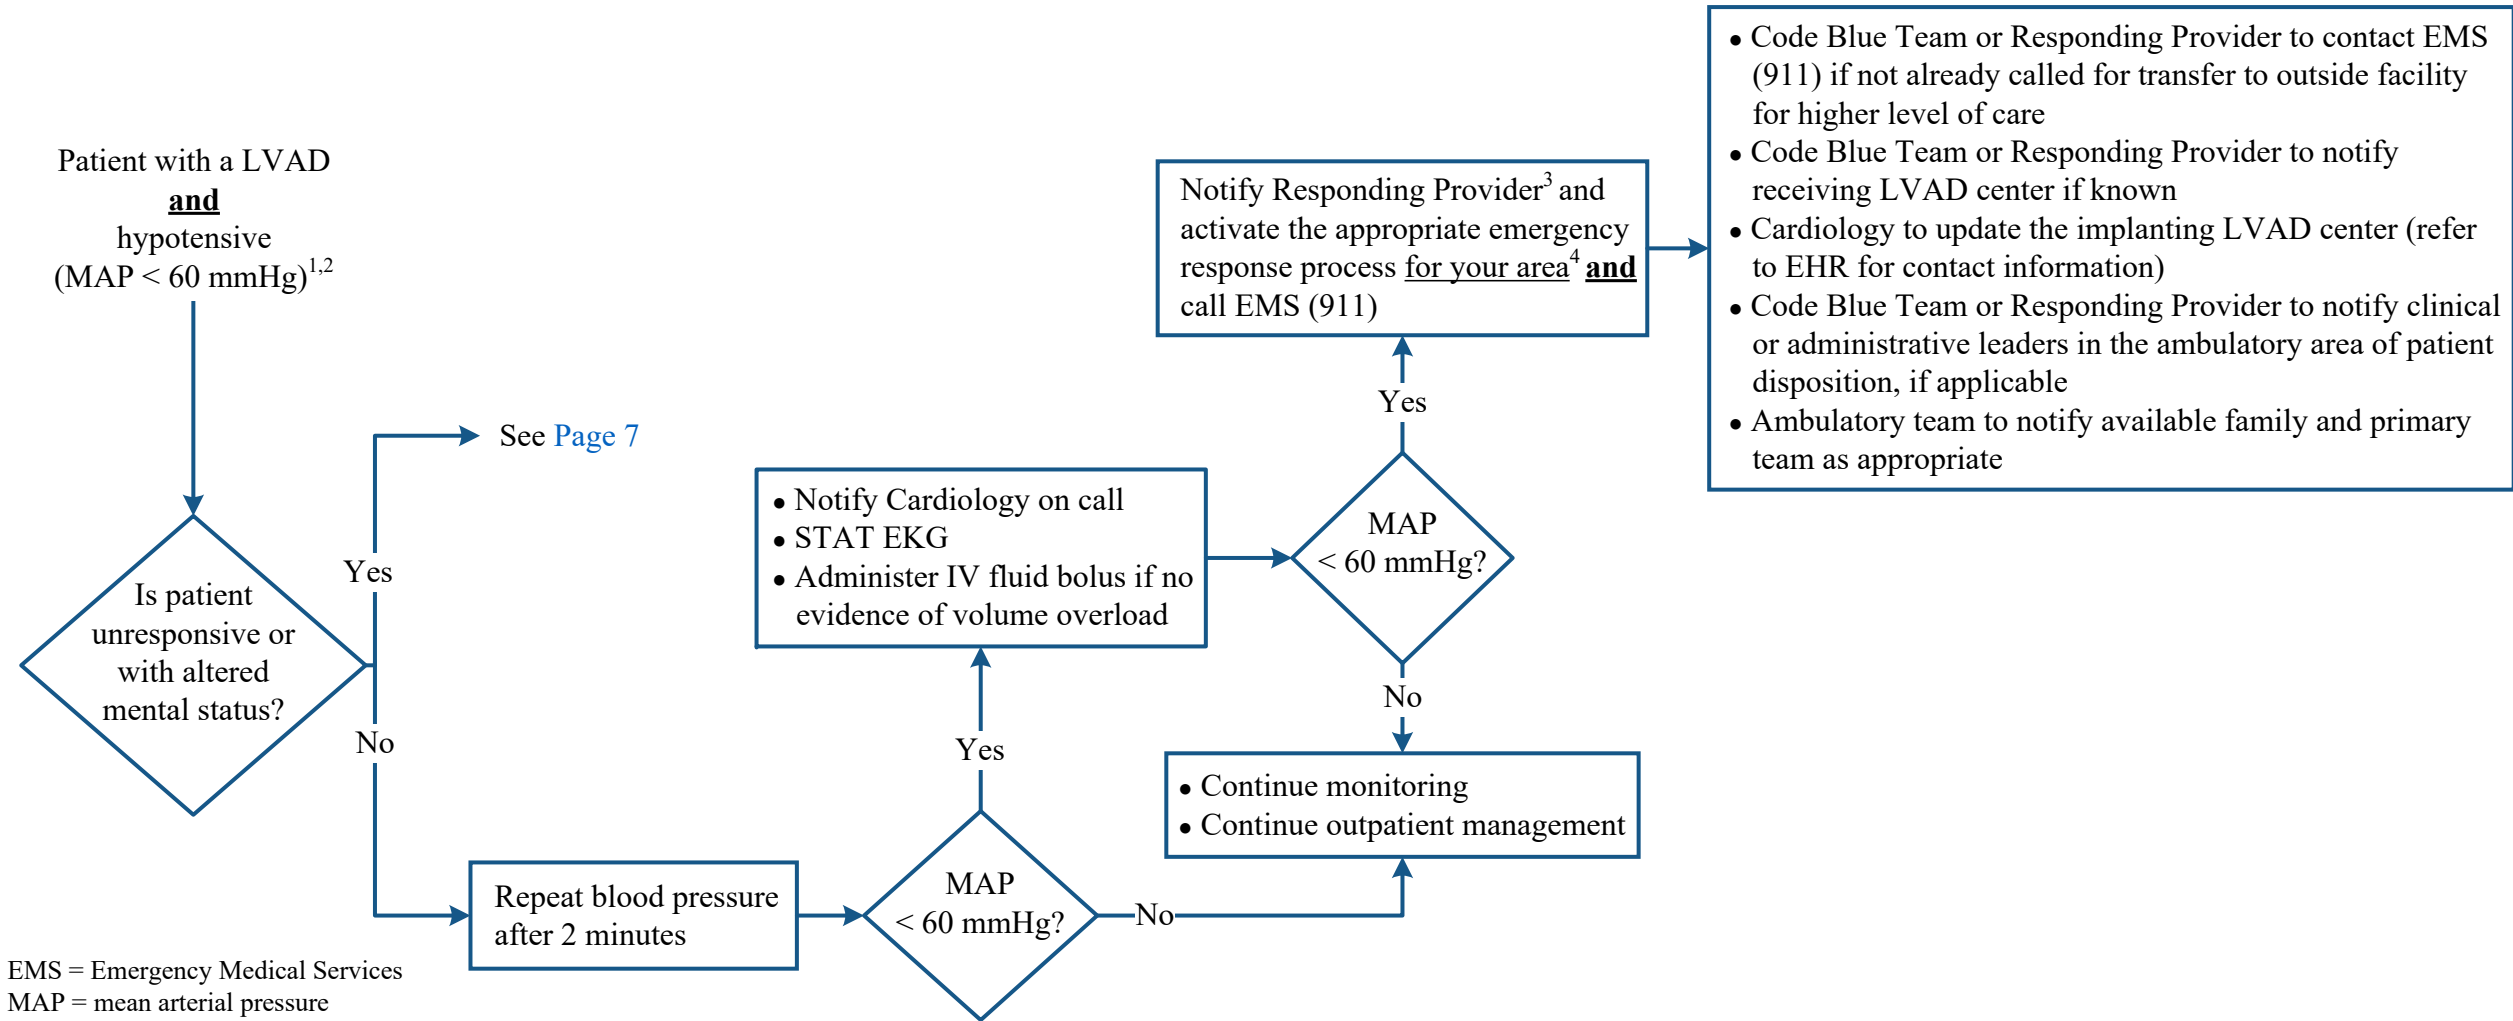 Patient with a LVAD
and
hypotensive
(MAP < 60 mmHg)1,2
Is patient
unresponsive or
with altered
mental status?
Yes
See Page 7
No
Repeat blood pressure
after 2 minutes
MAP
< 60 mmHg?
Yes
No
• Notify Cardiology on call
• STAT EKG
• Administer IV fluid bolus if no
evidence of volume overload
MAP
< 60 mmHg?
Yes
No
• Continue monitoring
• Continue outpatient management
Notify Responding Provider3 and
activate the appropriate emergency
response process for your area4 and
call EMS (911)
• Code Blue Team or Responding Provider to contact EMS
(911) if not already called for transfer to outside facility
for higher level of care
• Code Blue Team or Responding Provider to notify
receiving LVAD center if known
• Cardiology to update the implanting LVAD center (refer
to EHR for contact information)
• Code Blue Team or Responding Provider to notify clinical
or administrative leaders in the ambulatory area of patient
disposition, if applicable
• Ambulatory team to notify available family and primary
team as appropriate
EMS = Emergency Medical Services
MAP = mean arterial pressure